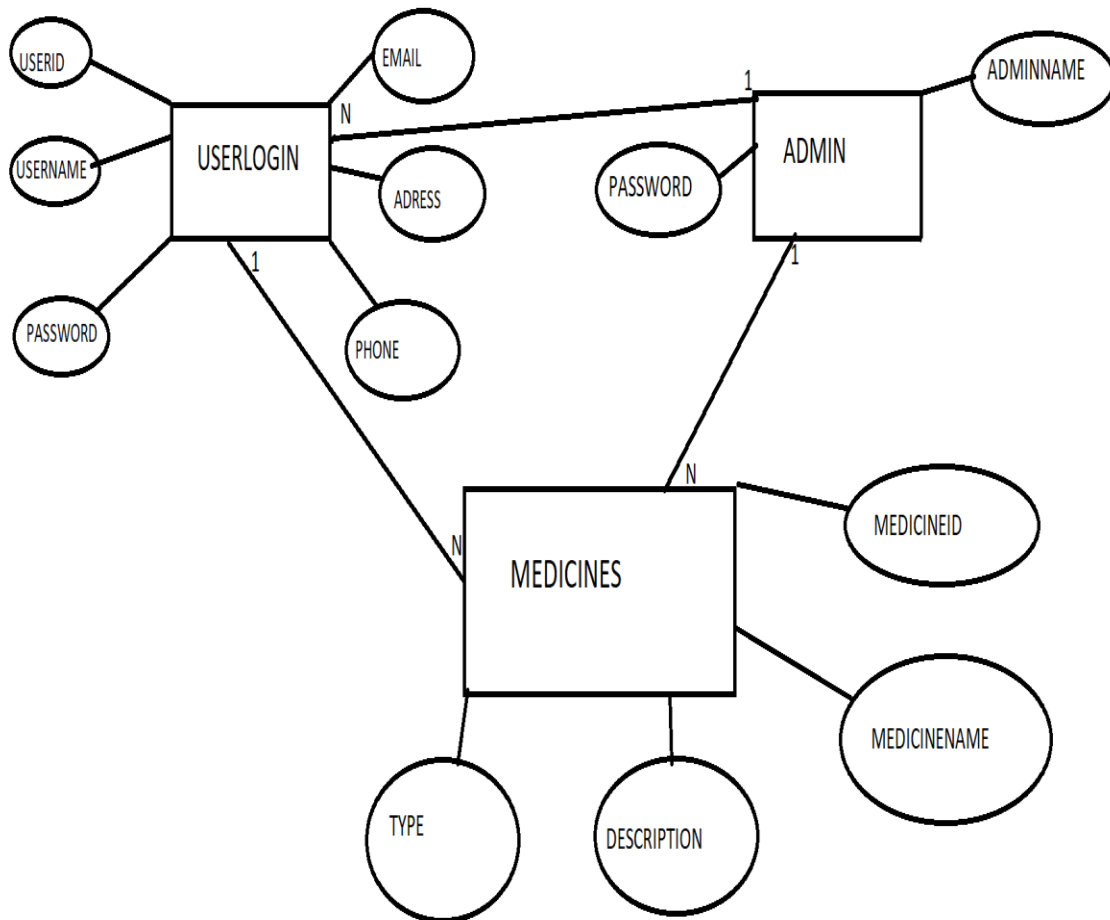 USERID
EMAIL
ADMINNAME
1
N
USERLOGIN
ADMIN
USERNAME
PASSWORD
ADRESS
1
1
PASSWORD
PHONE
N
MEDICINEID
N
MEDICINES
MEDICINENAME
TYPE
DESCRIPTION